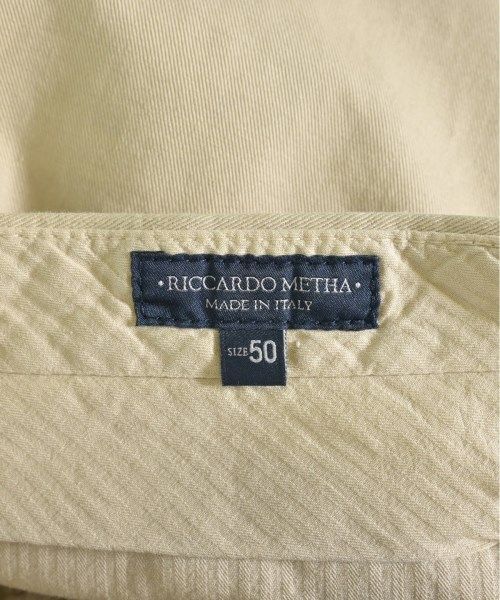 · RICCARDO METHA ·
MADE IN ITALY
SIZE 50